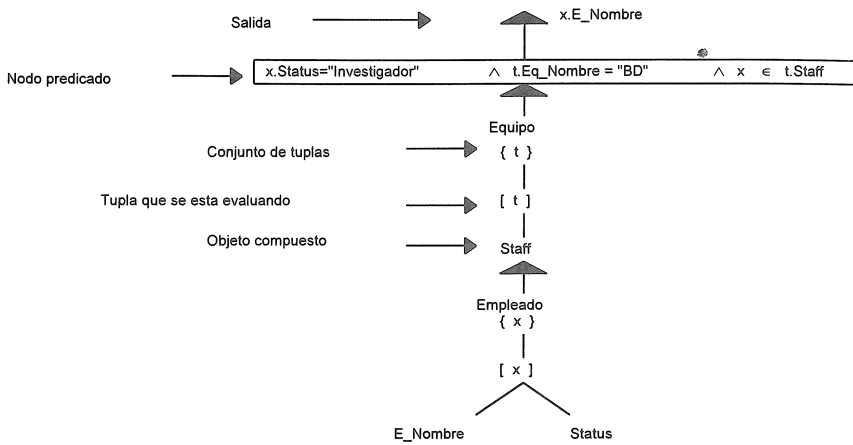 x.E_Nombre
Salida
x.Status="Investigador" ∧ t.Eq_Nombre = "BD" ∧ x ∈ t.Staff
Nodo predicado
Equipo
Conjunto de tuplas { t }
Tupla que se esta evaluando [ t ]
Objeto compuesto Staff
Empleado
{ x }
[ x ]
E_Nombre Status